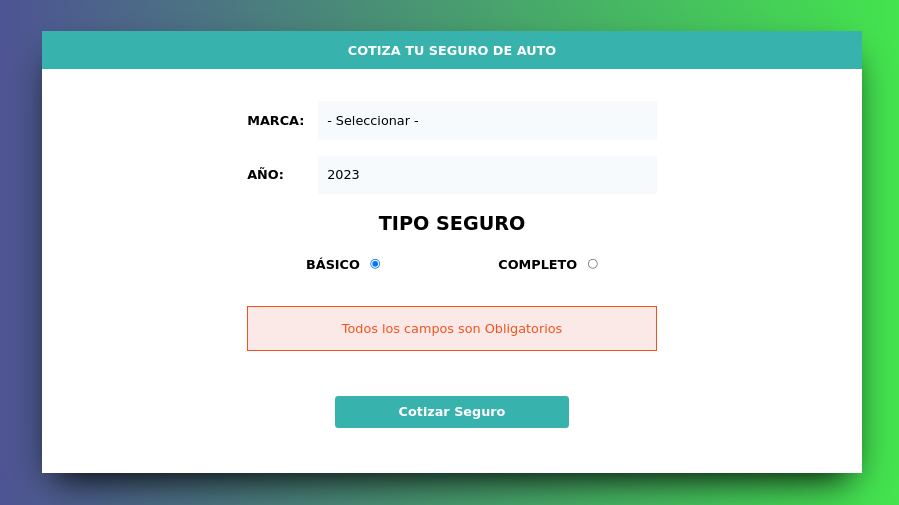 COTIZA TU SEGURO DE AUTO
MARCA: - Seleccionar -
AÑO: 2023
TIPO SEGURO
BÁSICO COMPLETO
Todos los campos son Obligatorios
Cotizar Seguro